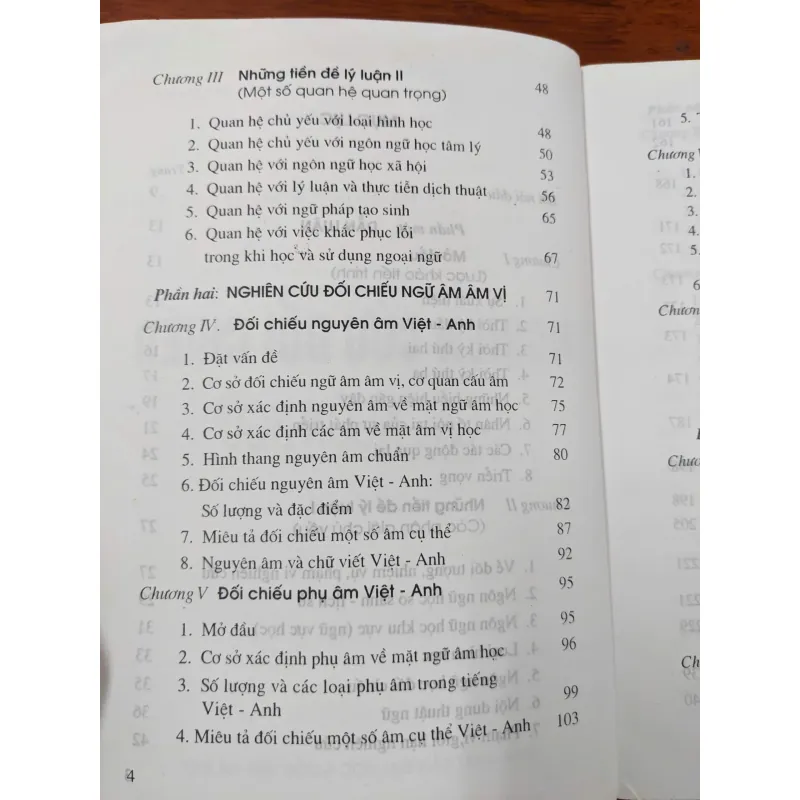 Chương III Những tiền đề lý luận II
(Một số quan hệ quan trọng) 48
1. Quan hệ chủ yếu với loại hình học 48
2. Quan hệ chủ yếu với ngôn ngữ học tâm lý 50
3. Quan hệ với ngôn ngữ học xã hội 53
4. Quan hệ với lý luận và thực tiễn dịch thuật 56
5. Quan hệ với ngữ pháp tạo sinh 65
6. Quan hệ với việc khắc phục lỗi
trong khi học và sử dụng ngoại ngữ 67
Phần hai: NGHIÊN CỨU ĐỐI CHIẾU NGỮ ÂM ÂM VỊ 71
Chương IV. Đối chiếu nguyên âm Việt - Anh 71
1. Đặt vấn đề 71
2. Cơ sở đối chiếu ngữ âm âm vị, cơ quan cấu âm 72
3. Cơ sở xác định nguyên âm về mặt ngữ âm học 75
4. Cơ sở xác định các âm về mặt âm vị học 77
5. Hình thang nguyên âm chuẩn 80
6. Đối chiếu nguyên âm Việt - Anh:
Số lượng và đặc điểm 82
7. Miêu tả đối chiếu một số âm cụ thể 87
8. Nguyên âm và chữ viết Việt - Anh 92
Chương V Đối chiếu phụ âm Việt - Anh 95
1. Mở đầu 95
2. Cơ sở xác định phụ âm về mặt ngữ âm học 96
3. Số lượng và các loại phụ âm trong tiếng
Việt - Anh 99
4. Miêu tả đối chiếu một số âm cụ thể Việt - Anh 103
4
5.
Chương
1.
2.
3.
4.
5.
6.
Chương
Chương
Chương